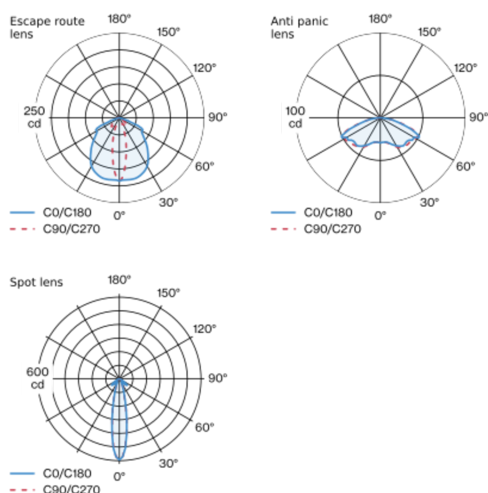 Escape route
lens
180°
150°
120°
250
cd
90°
60°
30°
0°
C0/C180
C90/C270
Anti panic
lens
180°
150°
120°
100
cd
90°
60°
30°
0°
C0/C180
C90/C270
Spot lens
180°
150°
120°
600
cd
90°
60°
30°
0°
C0/C180
C90/C270